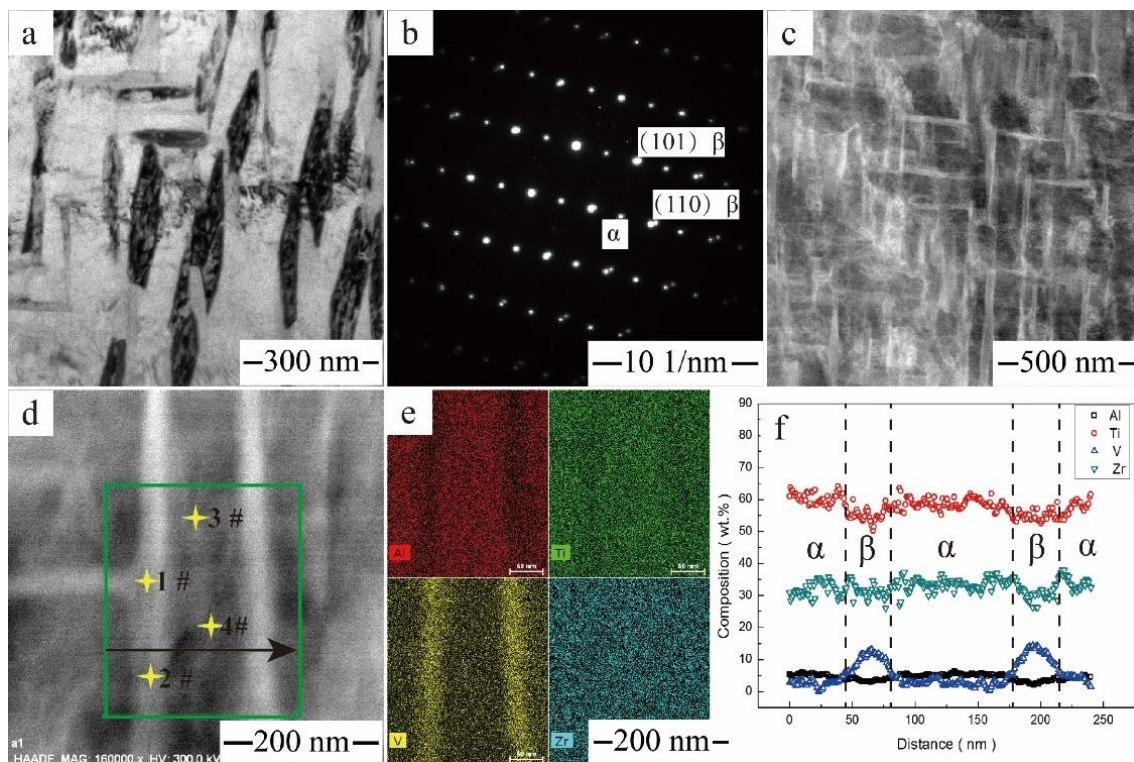 a
300 nm
b
(101) β
(110) β
α
10 1/nm
c
500 nm
d
3 #
1 #
4#
2 #
200 nm
a1
HAADF MAG: 160000 x HV: 300.0 kV
e
Al
Ti
V
Zr
60 nm
200 nm
f
Al
Ti
V
Zr
α
β
α
β
α
Composition ( wt.% )
90
80
70
60
50
40
30
20
10
0
0
50
100
150
200
250
Distance ( nm )